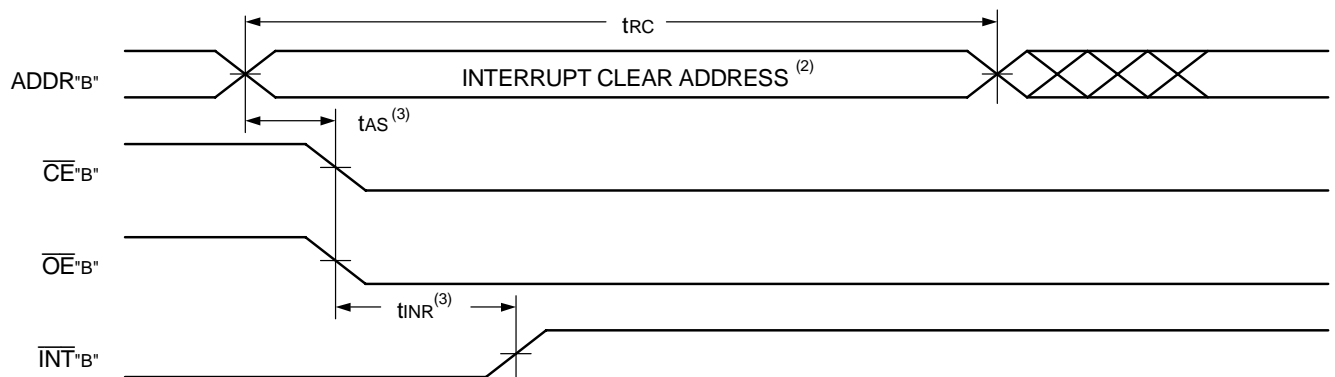 tRC
ADDR"B"
INTERRUPT CLEAR ADDRESS (2)
tAS(3)
CE"B"
OE"B"
tINR(3)
INT"B"